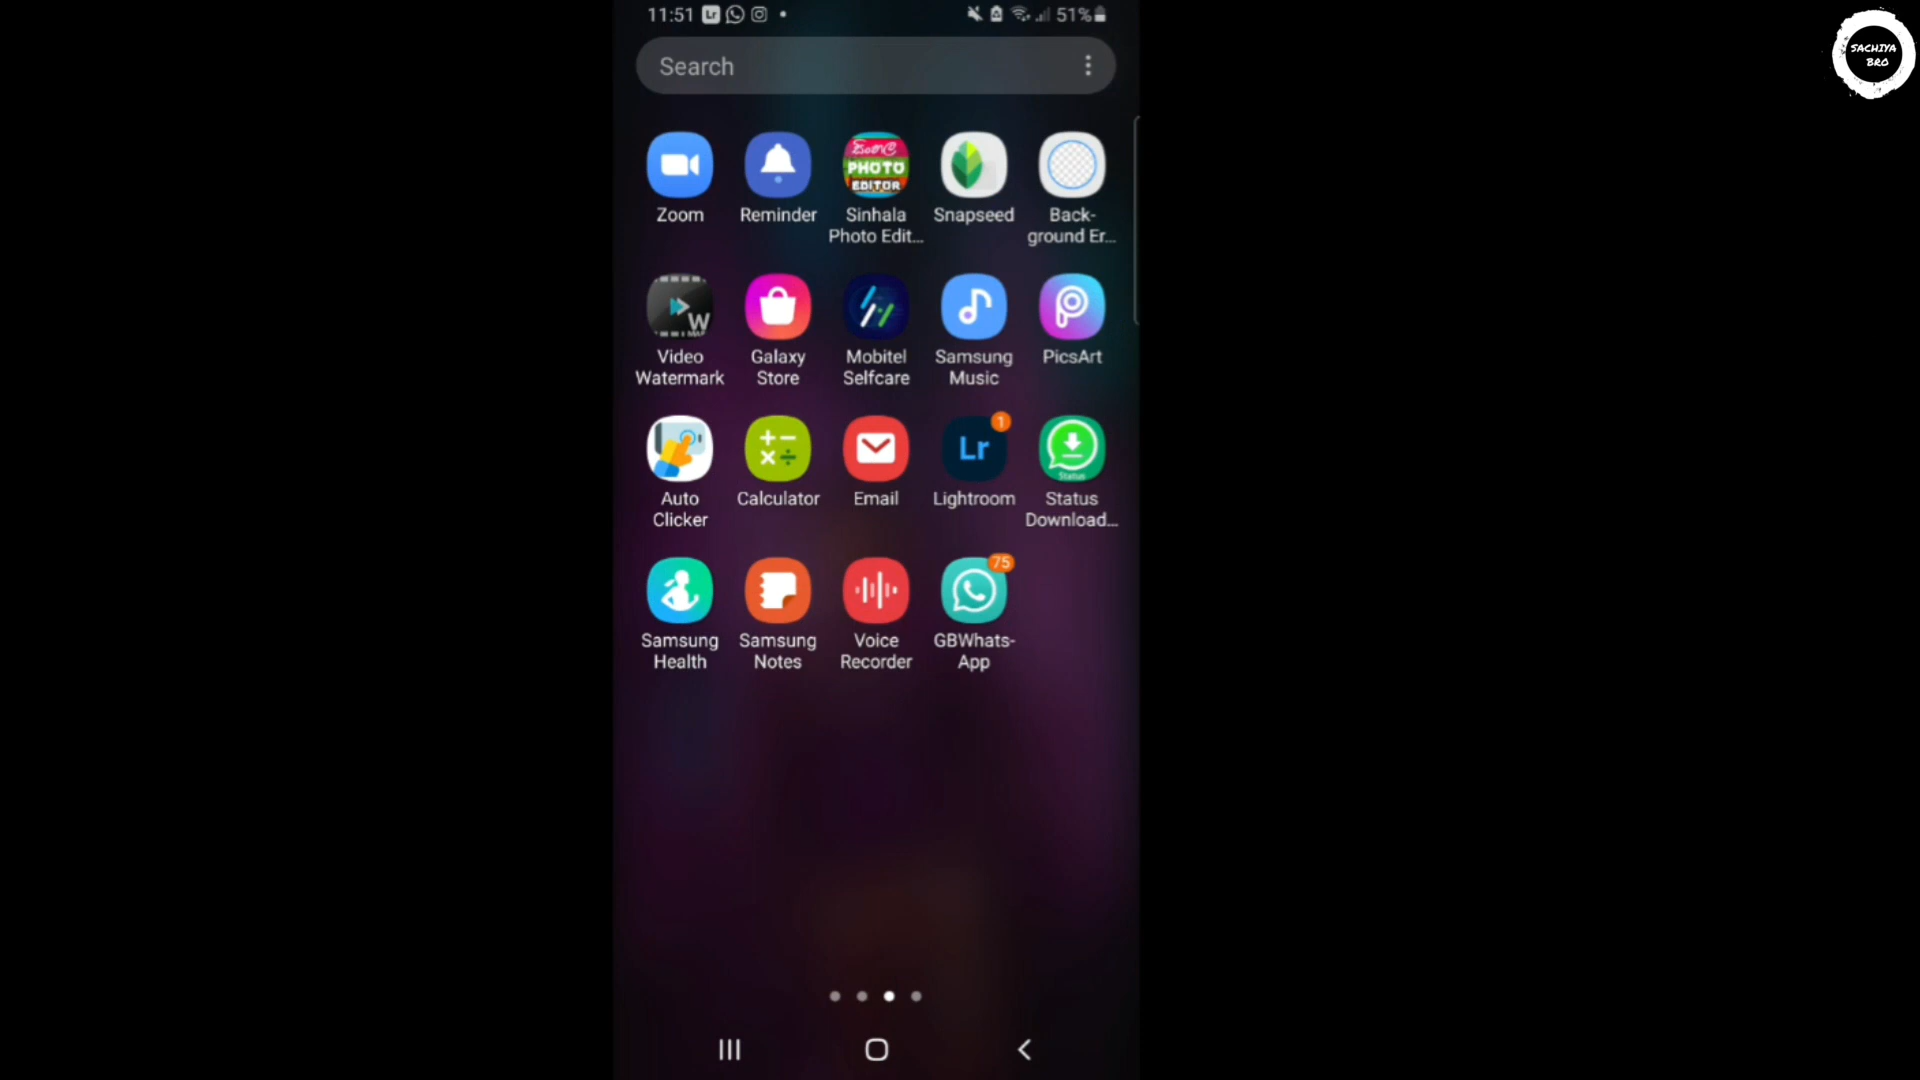 11:51
51%
SACHIYA
BRO
Search
සිංහල
PHOTO
EDITOR
Zoom
Reminder
Sinhala
Photo Edit...
Snapseed
Back-
ground Er...
W
Video
Watermark
Galaxy
Store
Mobitel
Selfcare
Samsung
Music
PicsArt
1
Lr
Status
Auto
Clicker
Calculator
Email
Lightroom
Status
Download...
75
Samsung
Health
Samsung
Notes
Voice
Recorder
GBWhats-
App